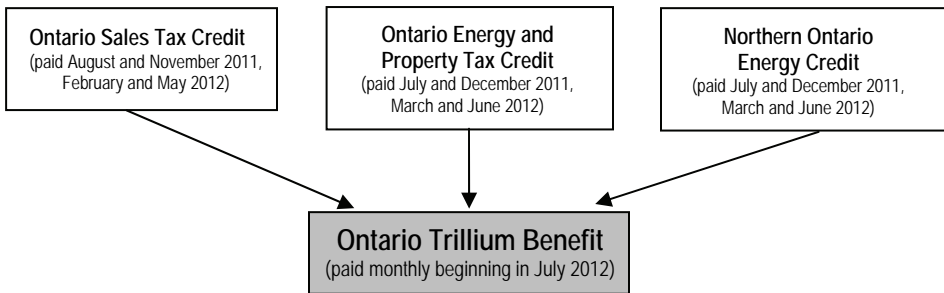 Ontario Sales Tax Credit
(paid August and November 2011,
February and May 2012)
Ontario Energy and
Property Tax Credit
(paid July and December 2011,
March and June 2012)
Northern Ontario
Energy Credit
(paid July and December 2011,
March and June 2012)
Ontario Trillium Benefit
(paid monthly beginning in July 2012)